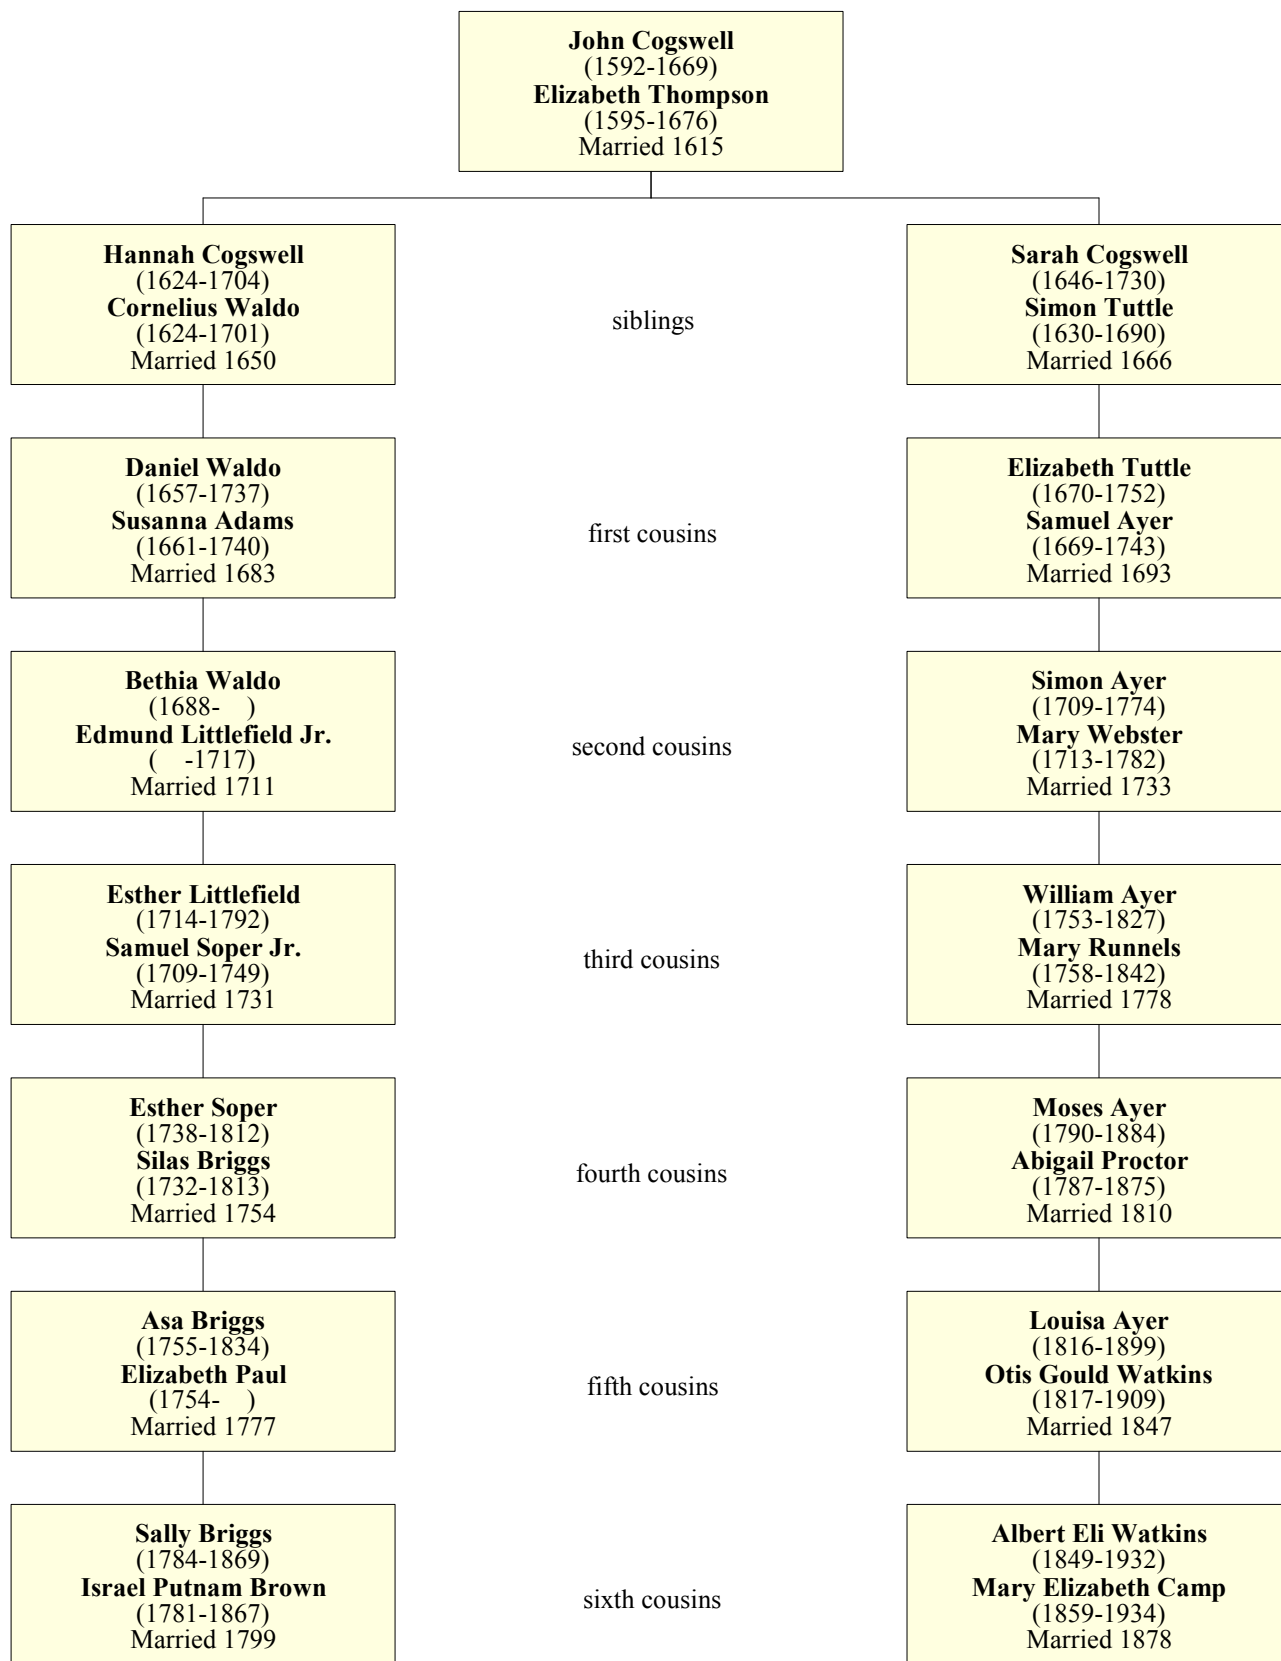 John Cogswell
(1592-1669)
Elizabeth Thompson
(1595-1676)
Married 1615
Hannah Cogswell
(1624-1704)
Cornelius Waldo
(1624-1701)
Married 1650
siblings
Sarah Cogswell
(1646-1730)
Simon Tuttle
(1630-1690)
Married 1666
Daniel Waldo
(1657-1737)
Susanna Adams
(1661-1740)
Married 1683
first cousins
Elizabeth Tuttle
(1670-1752)
Samuel Ayer
(1669-1743)
Married 1693
Bethia Waldo
(1688- )
Edmund Littlefield Jr.
( -1717)
Married 1711
second cousins
Simon Ayer
(1709-1774)
Mary Webster
(1713-1782)
Married 1733
Esther Littlefield
(1714-1792)
Samuel Soper Jr.
(1709-1749)
Married 1731
third cousins
William Ayer
(1753-1827)
Mary Runnels
(1758-1842)
Married 1778
Esther Soper
(1738-1812)
Silas Briggs
(1732-1813)
Married 1754
fourth cousins
Moses Ayer
(1790-1884)
Abigail Proctor
(1787-1875)
Married 1810
Asa Briggs
(1755-1834)
Elizabeth Paul
(1754- )
Married 1777
fifth cousins
Louisa Ayer
(1816-1899)
Otis Gould Watkins
(1817-1909)
Married 1847
Sally Briggs
(1784-1869)
Israel Putnam Brown
(1781-1867)
Married 1799
sixth cousins
Albert Eli Watkins
(1849-1932)
Mary Elizabeth Camp
(1859-1934)
Married 1878